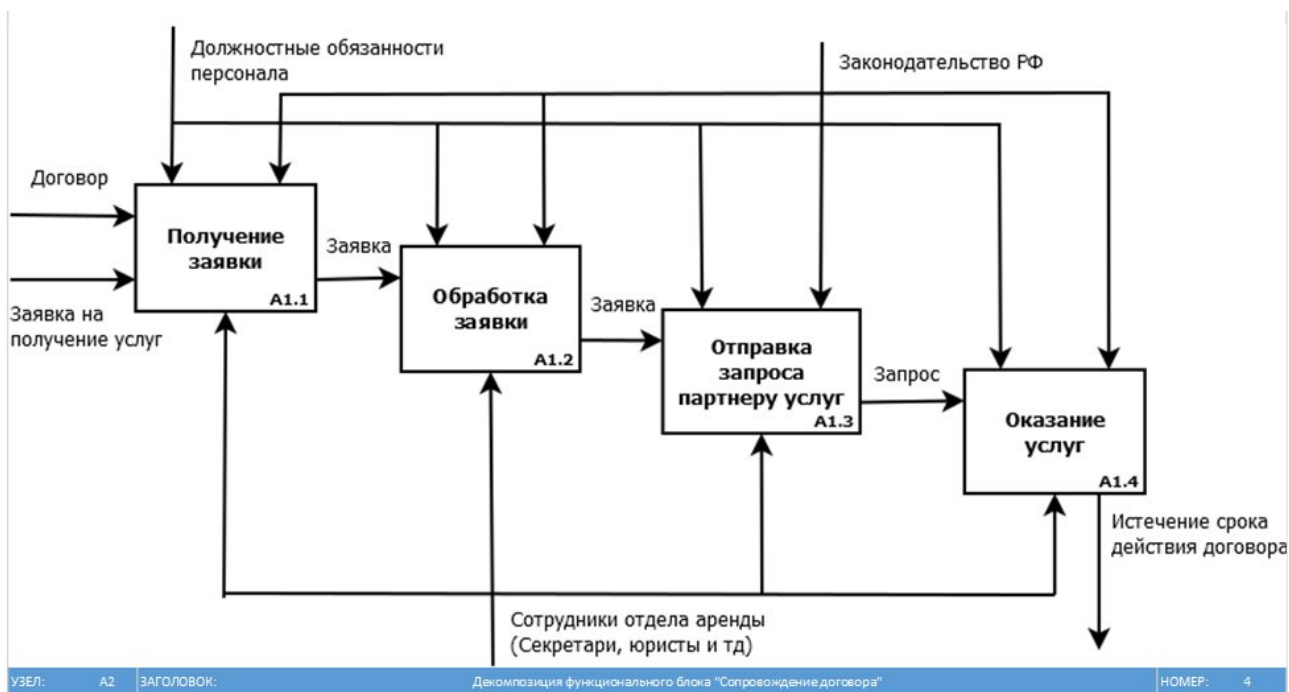 Должностные обязанности
персонала
Законодательство РФ
Договор
Получение
заявки
A1.1
Заявка на
получение услуг
Заявка
Обработка
заявки
A1.2
Заявка
Отправка
запроса
партнеру услуг
A1.3
Запрос
Оказание
услуг
A1.4
Истечение срока
действия договора
Сотрудники отдела аренды
(Секретари, юристы и тд)
УЗЕЛ: A2 ЗАГОЛОВОК: Декомпозиция функционального блока "Сопровождение договора" НОМЕР: 4